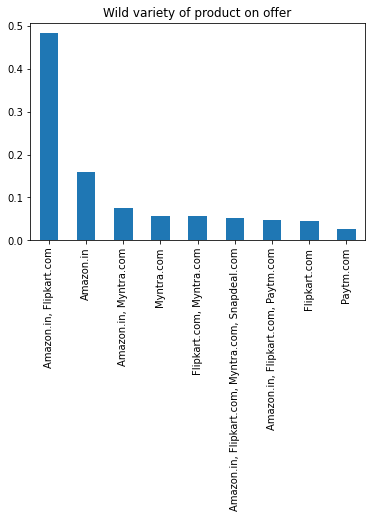 Wild variety of product on offer
0.5
0.4
0.3
0.2
0.1
0.0
Amazon.in, Flipkart.com
Amazon.in
Amazon.in, Myntra.com
Myntra.com
Flipkart.com, Myntra.com
Amazon.in, Flipkart.com, Myntra.com, Snapdeal.com
Amazon.in, Flipkart.com, Paytm.com
Flipkart.com
Paytm.com